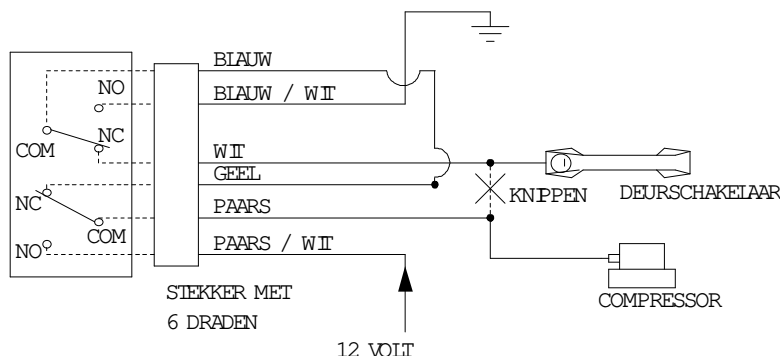 BLAUW
NO
BLAUW / WIT
NC
COM
WIT
GEEL
KNIPPEN
DEURSCHAKELAAR
NC
PAARS
COM
NO
PAARS / WIT
STEKKER MET
6 DRADEN
COMPRESSOR
12 VOLT